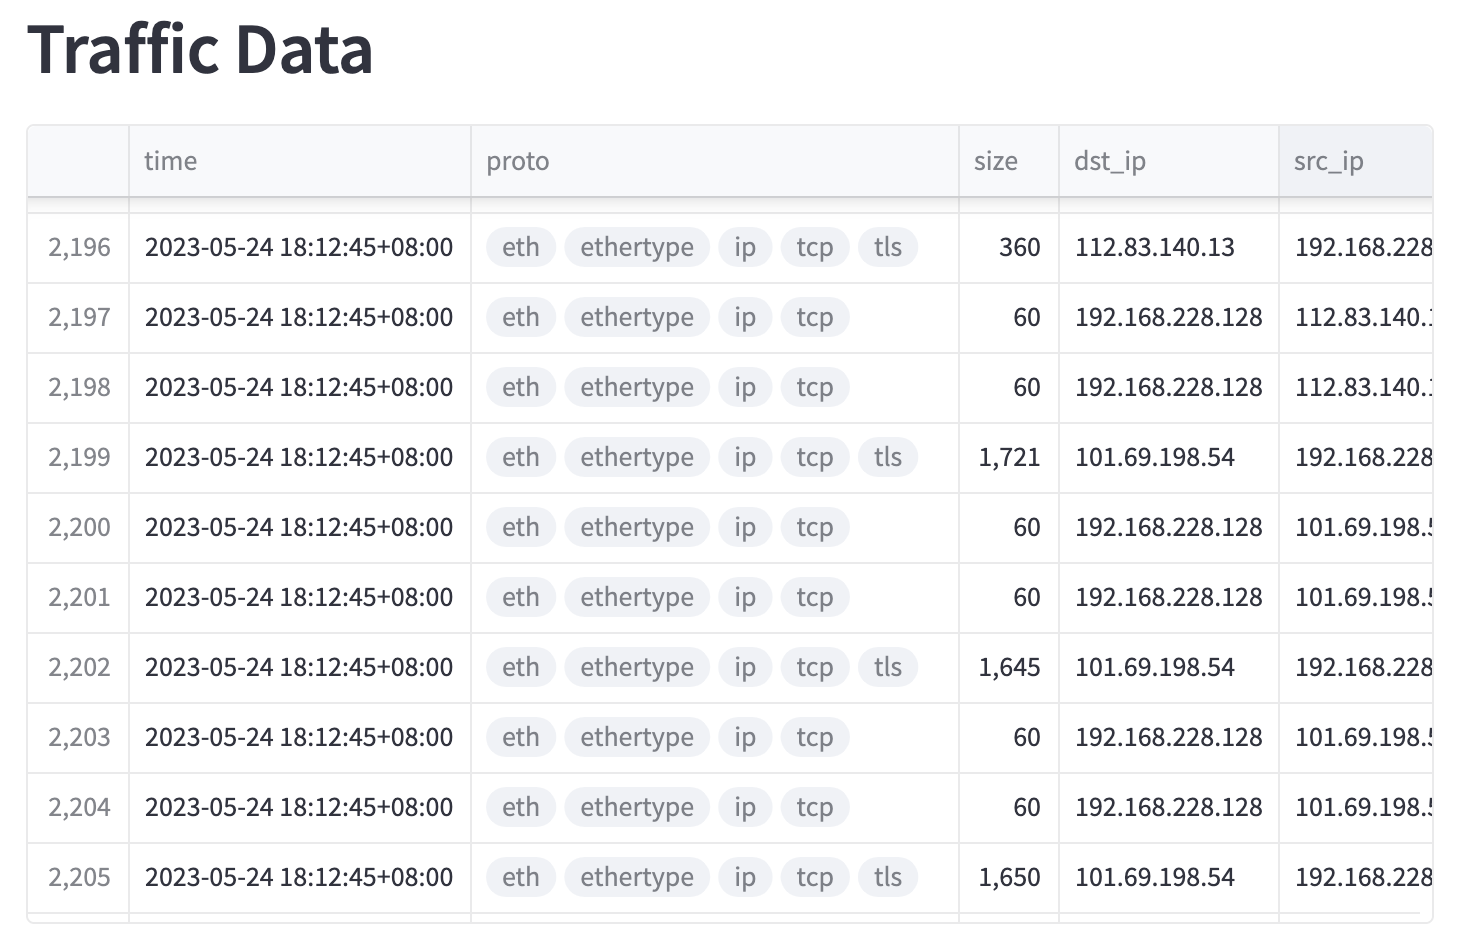 Traffic Data
time proto size dst_ip src_ip
2,196 2023-05-24 18:12:45+08:00 eth ethertype ip tcp tls 360 112.83.140.13 192.168.228
2,197 2023-05-24 18:12:45+08:00 eth ethertype ip tcp 60 192.168.228.128 112.83.140.
2,198 2023-05-24 18:12:45+08:00 eth ethertype ip tcp 60 192.168.228.128 112.83.140.
2,199 2023-05-24 18:12:45+08:00 eth ethertype ip tcp tls 1,721 101.69.198.54 192.168.228
2,200 2023-05-24 18:12:45+08:00 eth ethertype ip tcp 60 192.168.228.128 101.69.198.5
2,201 2023-05-24 18:12:45+08:00 eth ethertype ip tcp 60 192.168.228.128 101.69.198.5
2,202 2023-05-24 18:12:45+08:00 eth ethertype ip tcp tls 1,645 101.69.198.54 192.168.228
2,203 2023-05-24 18:12:45+08:00 eth ethertype ip tcp 60 192.168.228.128 101.69.198.5
2,204 2023-05-24 18:12:45+08:00 eth ethertype ip tcp 60 192.168.228.128 101.69.198.5
2,205 2023-05-24 18:12:45+08:00 eth ethertype ip tcp tls 1,650 101.69.198.54 192.168.228